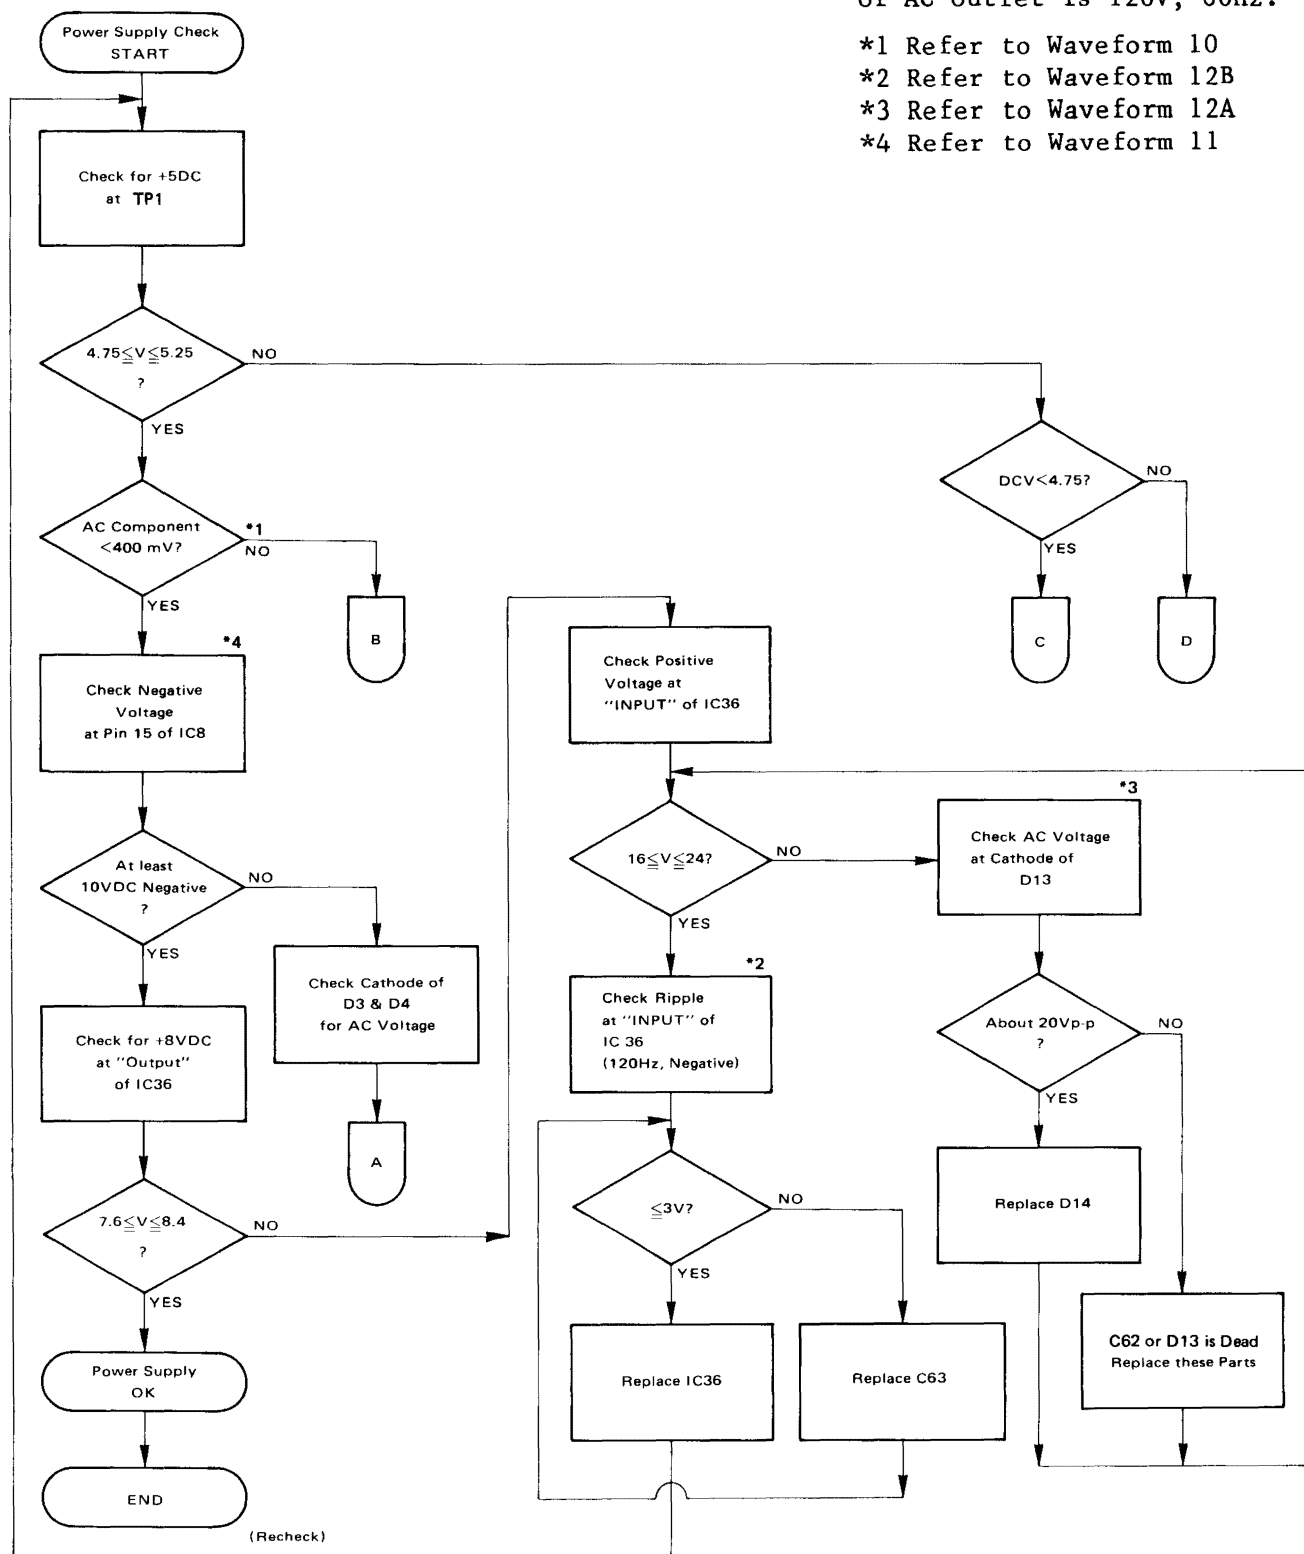 of AC outlet is 120V, 60Hz.
*1 Refer to Waveform 10
*2 Refer to Waveform 12B
*3 Refer to Waveform 12A
*4 Refer to Waveform 11
Power Supply Check
START
Check for +5DC
at TP1
4.75≦V≦5.25
?
NO
YES
DCV<4.75?
NO
YES
C
D
AC Component
<400 mV?
*1
NO
YES
B
*4
Check Negative
Voltage
at Pin 15 of IC8
At least
10VDC Negative
?
NO
YES
Check Cathode of
D3 & D4
for AC Voltage
A
Check for +8VDC
at "Output"
of IC36
7.6≦V≦8.4
?
NO
YES
Power Supply
OK
END
(Recheck)
Check Positive
Voltage at
"INPUT" of IC36
16≦V≦24?
NO
YES
*2
Check Ripple
at "INPUT" of
IC 36
(120Hz, Negative)
≦3V?
NO
YES
Replace IC36
Replace C63
*3
Check AC Voltage
at Cathode of
D13
About 20Vp-p
?
NO
YES
Replace D14
C62 or D13 is Dead
Replace these Parts